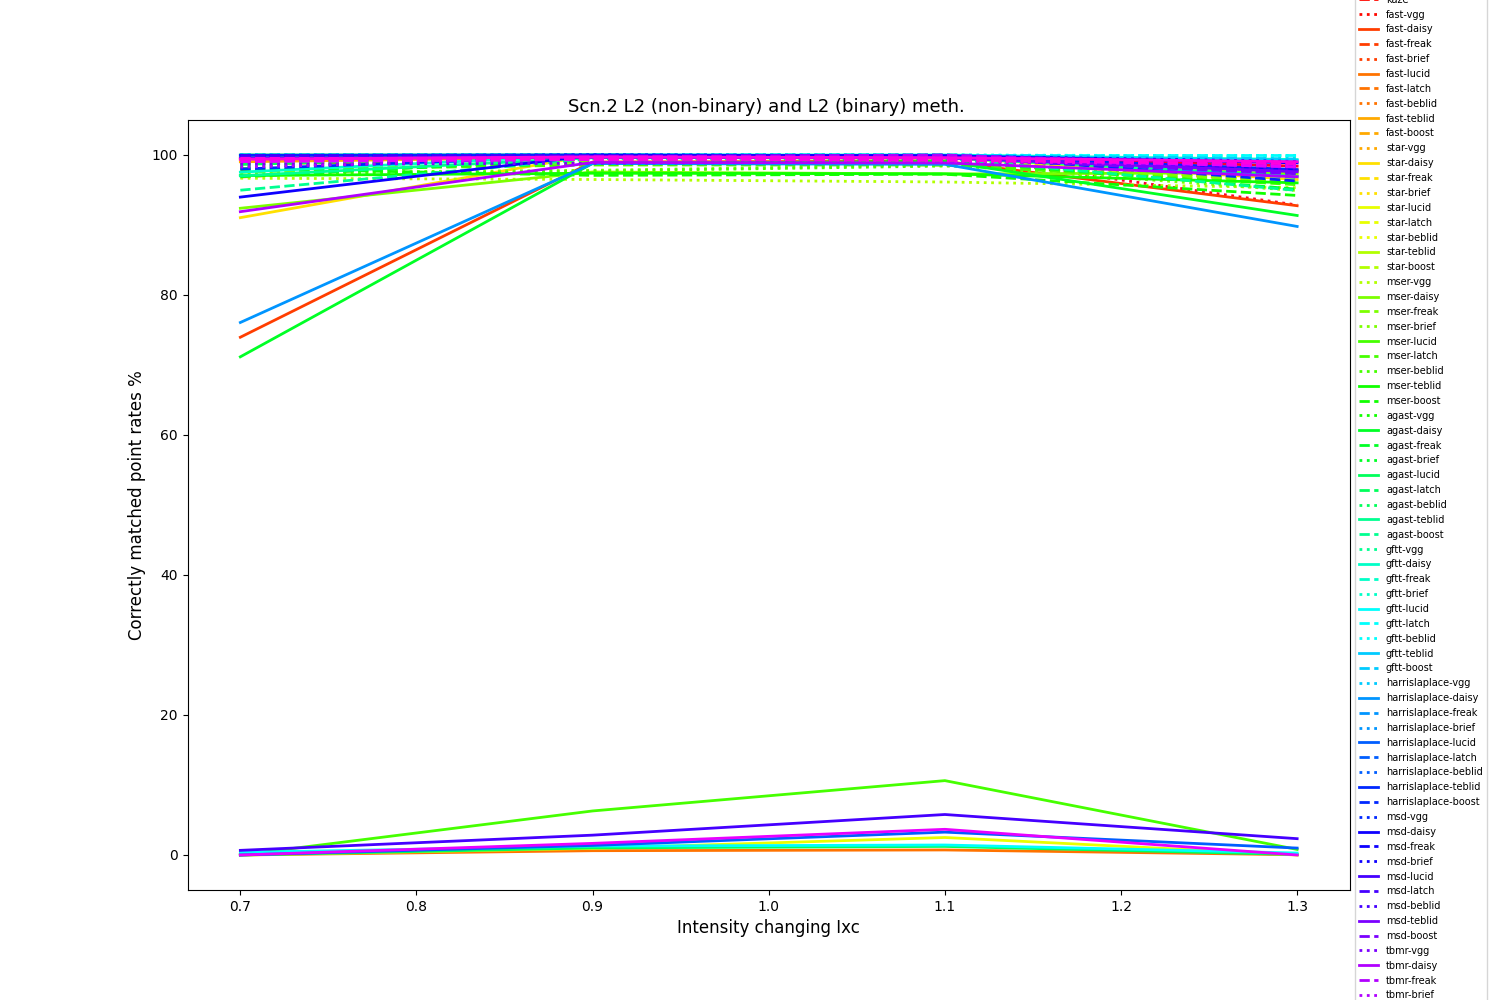 Scn.2 L2 (non-binary) and L2 (binary) meth.
Correctly matched point rates %
100
80
60
40
20
0
0.7 0.8 0.9 1.0 1.1 1.2 1.3
Intensity changing Ixc
fast-vgg
fast-daisy
fast-freak
fast-brief
fast-lucid
fast-latch
fast-beblid
fast-teblid
fast-boost
star-vgg
star-daisy
star-freak
star-brief
star-lucid
star-latch
star-beblid
star-teblid
star-boost
mser-vgg
mser-daisy
mser-freak
mser-brief
mser-lucid
mser-latch
mser-beblid
mser-teblid
mser-boost
agast-vgg
agast-daisy
agast-freak
agast-brief
agast-lucid
agast-latch
agast-beblid
agast-teblid
agast-boost
gftt-vgg
gftt-daisy
gftt-freak
gftt-brief
gftt-lucid
gftt-latch
gftt-beblid
gftt-teblid
gftt-boost
harrislaplace-vgg
harrislaplace-daisy
harrislaplace-freak
harrislaplace-brief
harrislaplace-lucid
harrislaplace-latch
harrislaplace-beblid
harrislaplace-teblid
harrislaplace-boost
msd-vgg
msd-daisy
msd-freak
msd-brief
msd-lucid
msd-latch
msd-beblid
msd-teblid
msd-boost
tbmr-vgg
tbmr-daisy
tbmr-freak
tbmr-brief